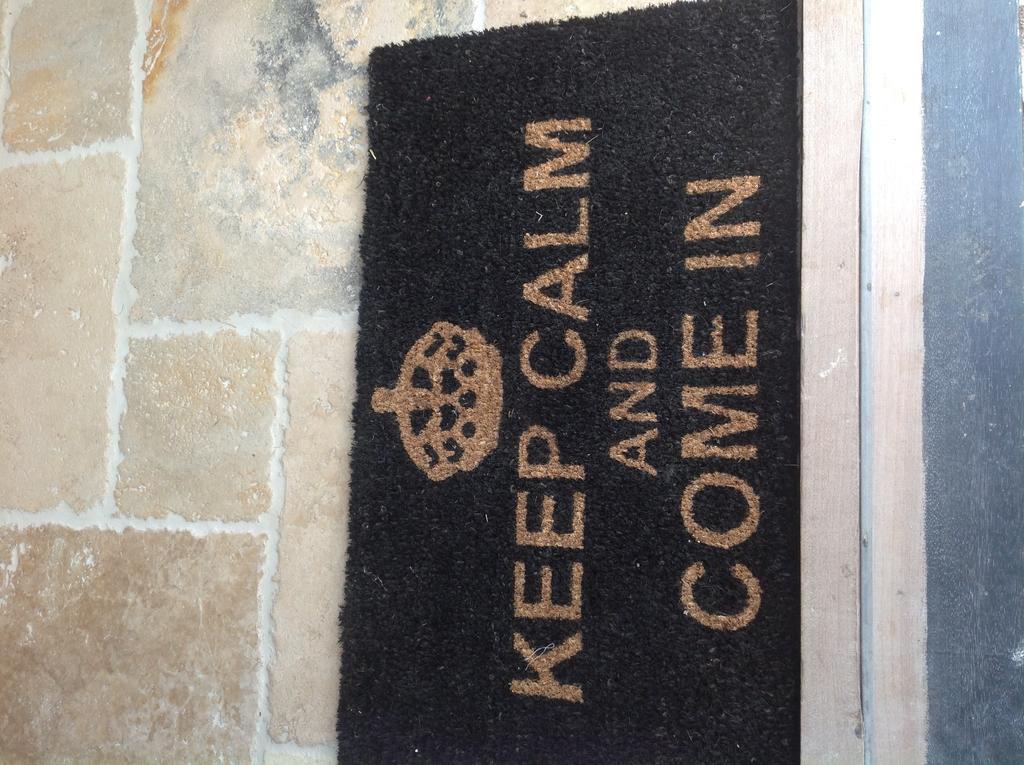 KEEP CALM
AND
COME IN